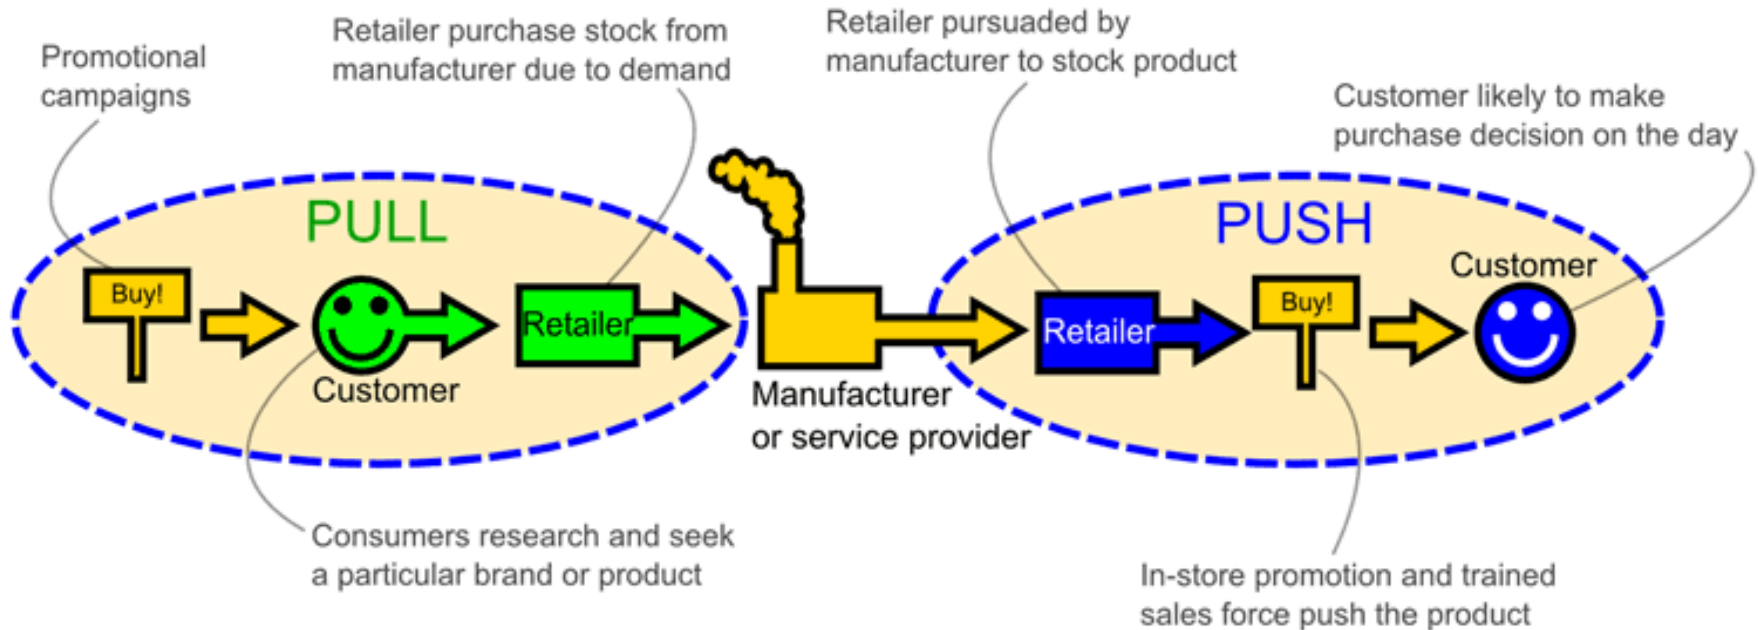 Promotional
campaigns
Retailer purchase stock from
manufacturer due to demand
Retailer pursuaded by
manufacturer to stock product
Customer likely to make
purchase decision on the day
PULL
PUSH
Buy!
Customer
Retailer
Manufacturer
or service provider
Retailer
Buy!
Customer
Consumers research and seek
a particular brand or product
In-store promotion and trained
sales force push the product